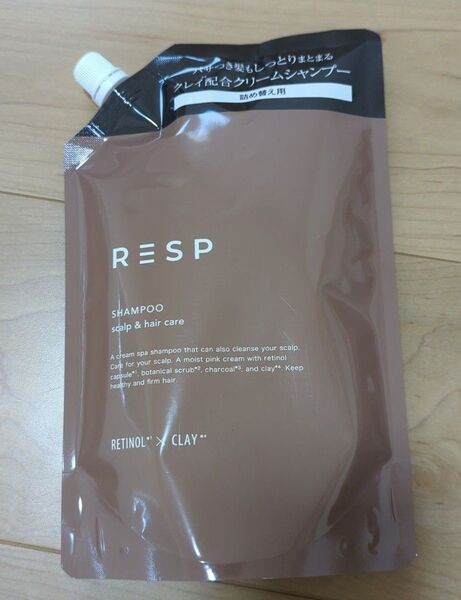 パサつき髪もしっとりまとまる
クレイ配合クリームシャンプー
詰め替え用
RESP
SHAMPOO
scalp & hair care
A cream spa shampoo that can also cleanse your scalp.
Care for your scalp. A moist pink cream with retinol
capsule*¹, botanical scrub*², charcoal*³, and clay*⁴. Keep
healthy and firm hair.
RETINOL*¹ × CLAY*⁴